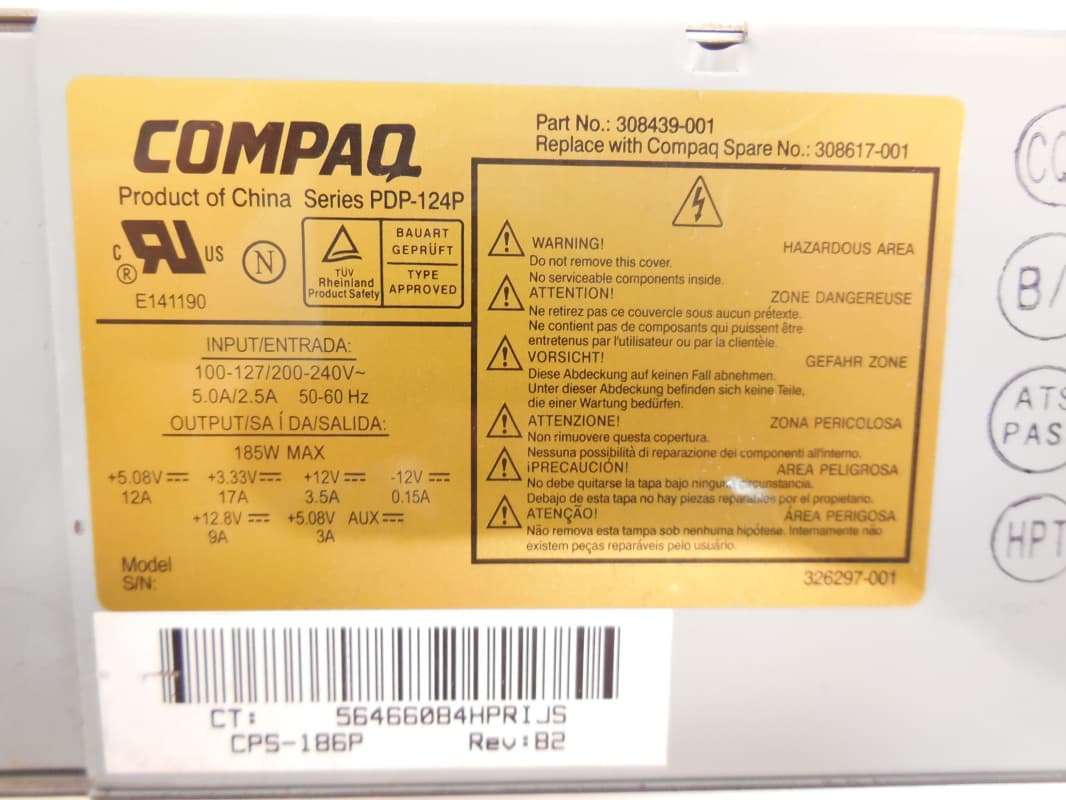 COMPAQ
Product of China Series PDP-124P
C UL US
®
N
TÜV
Rheinland
Product Safety
BAUART
GEPRÜFT
TYPE
APPROVED
E141190
INPUT/ENTRADA:
100-127/200-240V~
5.0A/2.5A 50-60 Hz
OUTPUT/SA Í DA/SALIDA:
185W MAX
+5.08V +3.33V +12V -12V
12A 17A 3.5A 0.15A
+12.8V +5.08V AUX
9A 3A
Model
S/N:
Part No.: 308439-001
Replace with Compaq Spare No.: 308617-001
WARNING! HAZARDOUS AREA
Do not remove this cover.
No serviceable components inside.
ATTENTION! ZONE DANGEREUSE
Ne retirez pas ce couvercle sous aucun prétexte.
Ne contient pas de composants qui puissent être
entretenus par l'utilisateur ou par la clientèle.
VORSICHT! GEFAHR ZONE
Diese Abdeckung auf keinen Fall abnehmen.
Unter dieser Abdeckung befinden sich keine Teile,
die einer Wartung bedürfen.
ATTENZIONE! ZONA PERICOLOSA
Non rimuovere questa copertura.
Nessuna possibilità di reparazione dei componenti all'interno.
¡PRECAUCIÓN! AREA PELIGROSA
No debe quitarse la tapa bajo ninguna circunstancia.
Debajo de esta tapa no hay piezas reparables por el propietario.
ATENÇÃO! ÁREA PERIGOSA
Não remova esta tampa sob nenhuma hipótese. Internamente não
existem peças reparáveis pelo usuário.
326297-001
CT: 564660B4HPRIJS
CPS-186P Rev:B2
CQ
B/
ATS
PAS
HPT